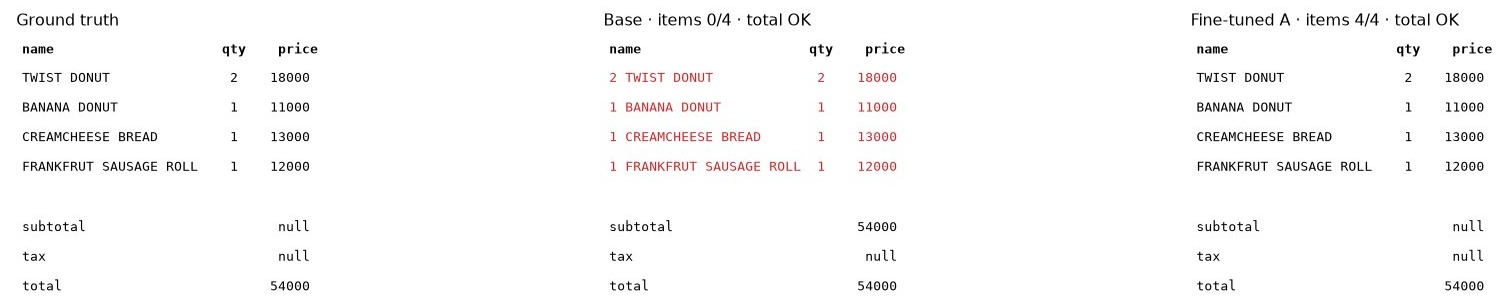 Ground truth
name qty price
TWIST DONUT 2 18000
BANANA DONUT 1 11000
CREAMCHEESE BREAD 1 13000
FRANKFRUT SAUSAGE ROLL 1 12000
subtotal null
tax null
total 54000
Base · items 0/4 · total OK
name qty price
2 TWIST DONUT 2 18000
1 BANANA DONUT 1 11000
1 CREAMCHEESE BREAD 1 13000
1 FRANKFRUT SAUSAGE ROLL 1 12000
subtotal 54000
tax null
total 54000
Fine-tuned A · items 4/4 · total OK
name qty price
TWIST DONUT 2 18000
BANANA DONUT 1 11000
CREAMCHEESE BREAD 1 13000
FRANKFRUT SAUSAGE ROLL 1 12000
subtotal null
tax null
total 54000